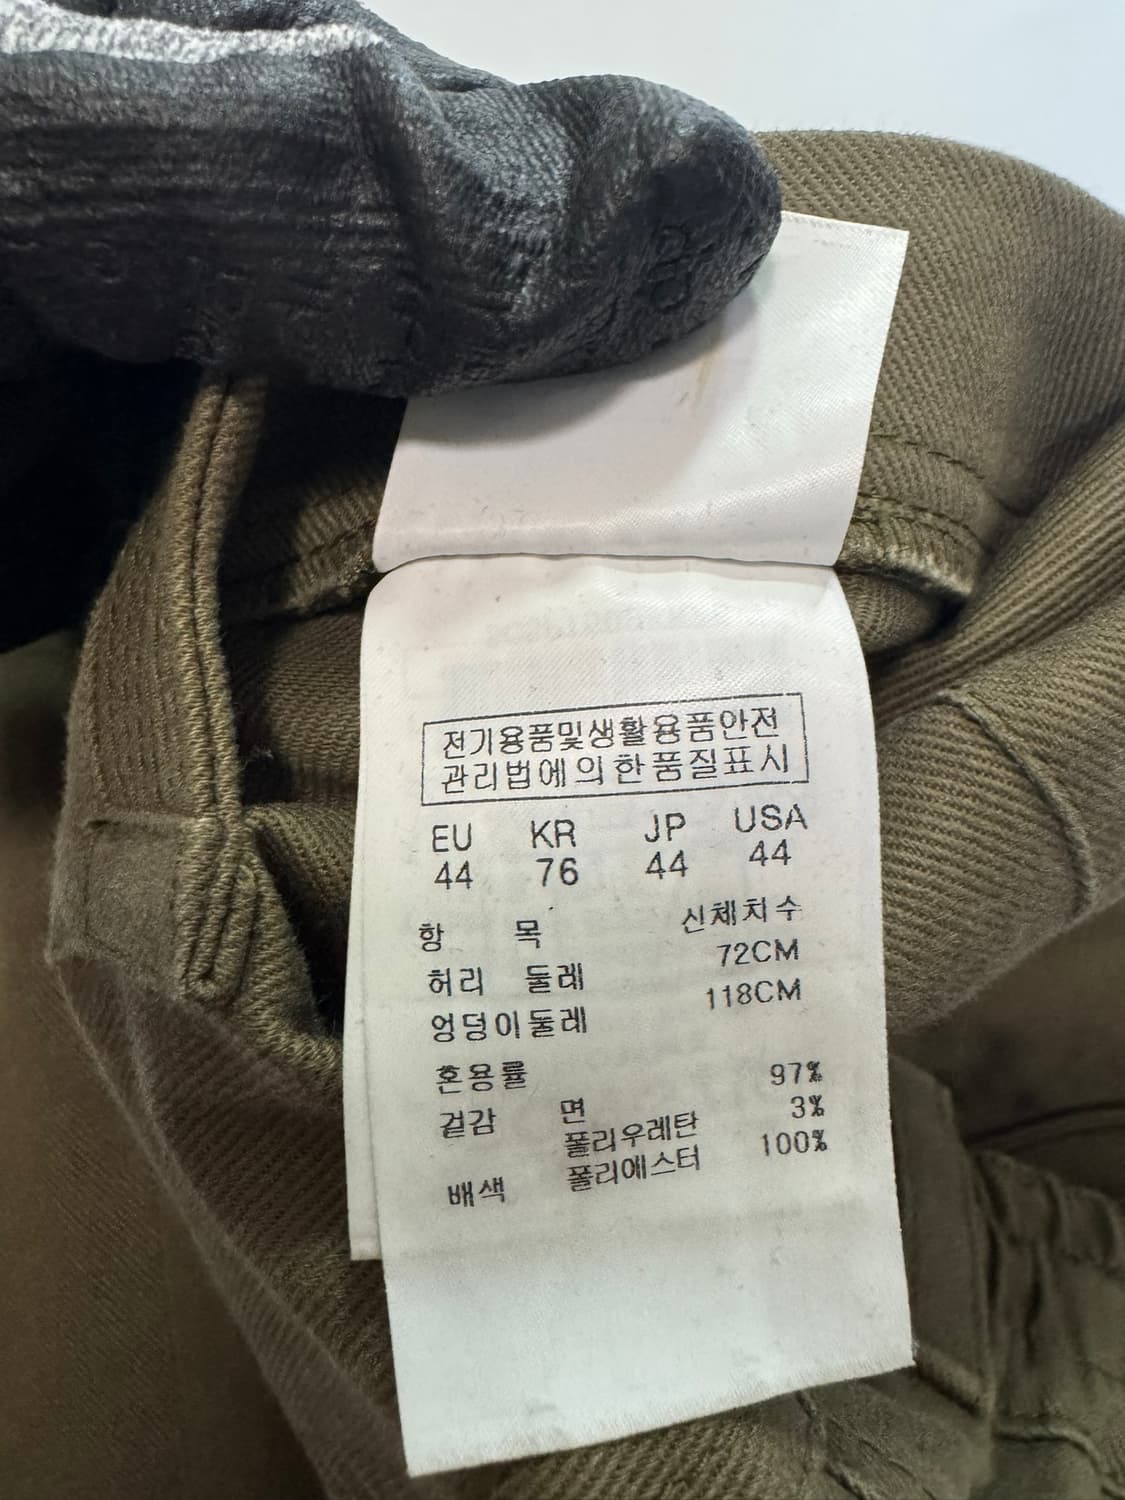 전기용품및생활용품안전
관리법에의한품질표시
EU KR JP USA
44 76 44 44
항 목 신체치수
허리 둘레 72CM
엉덩이둘레 118CM
혼용률
겉감 면 97%
폴리우레탄 3%
배색 폴리에스터 100%